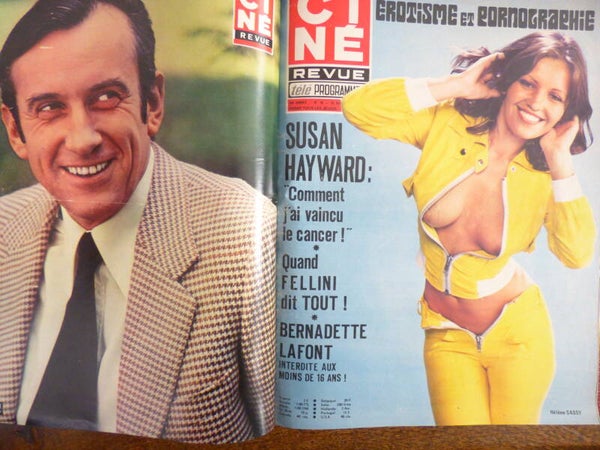 CINÉ
REVUE
CINÉ
REVUE
télé PROGRAMMES
EROTISME ET PORNOGRAPHIE
SUSAN
HAYWARD:
"Comment
j'ai vaincu
le cancer !"
*
Quand
FELLINI
dit TOUT !
*
BERNADETTE
LAFONT
INTERDITE AUX
MOINS DE 16 ANS !
Hélène SASSY